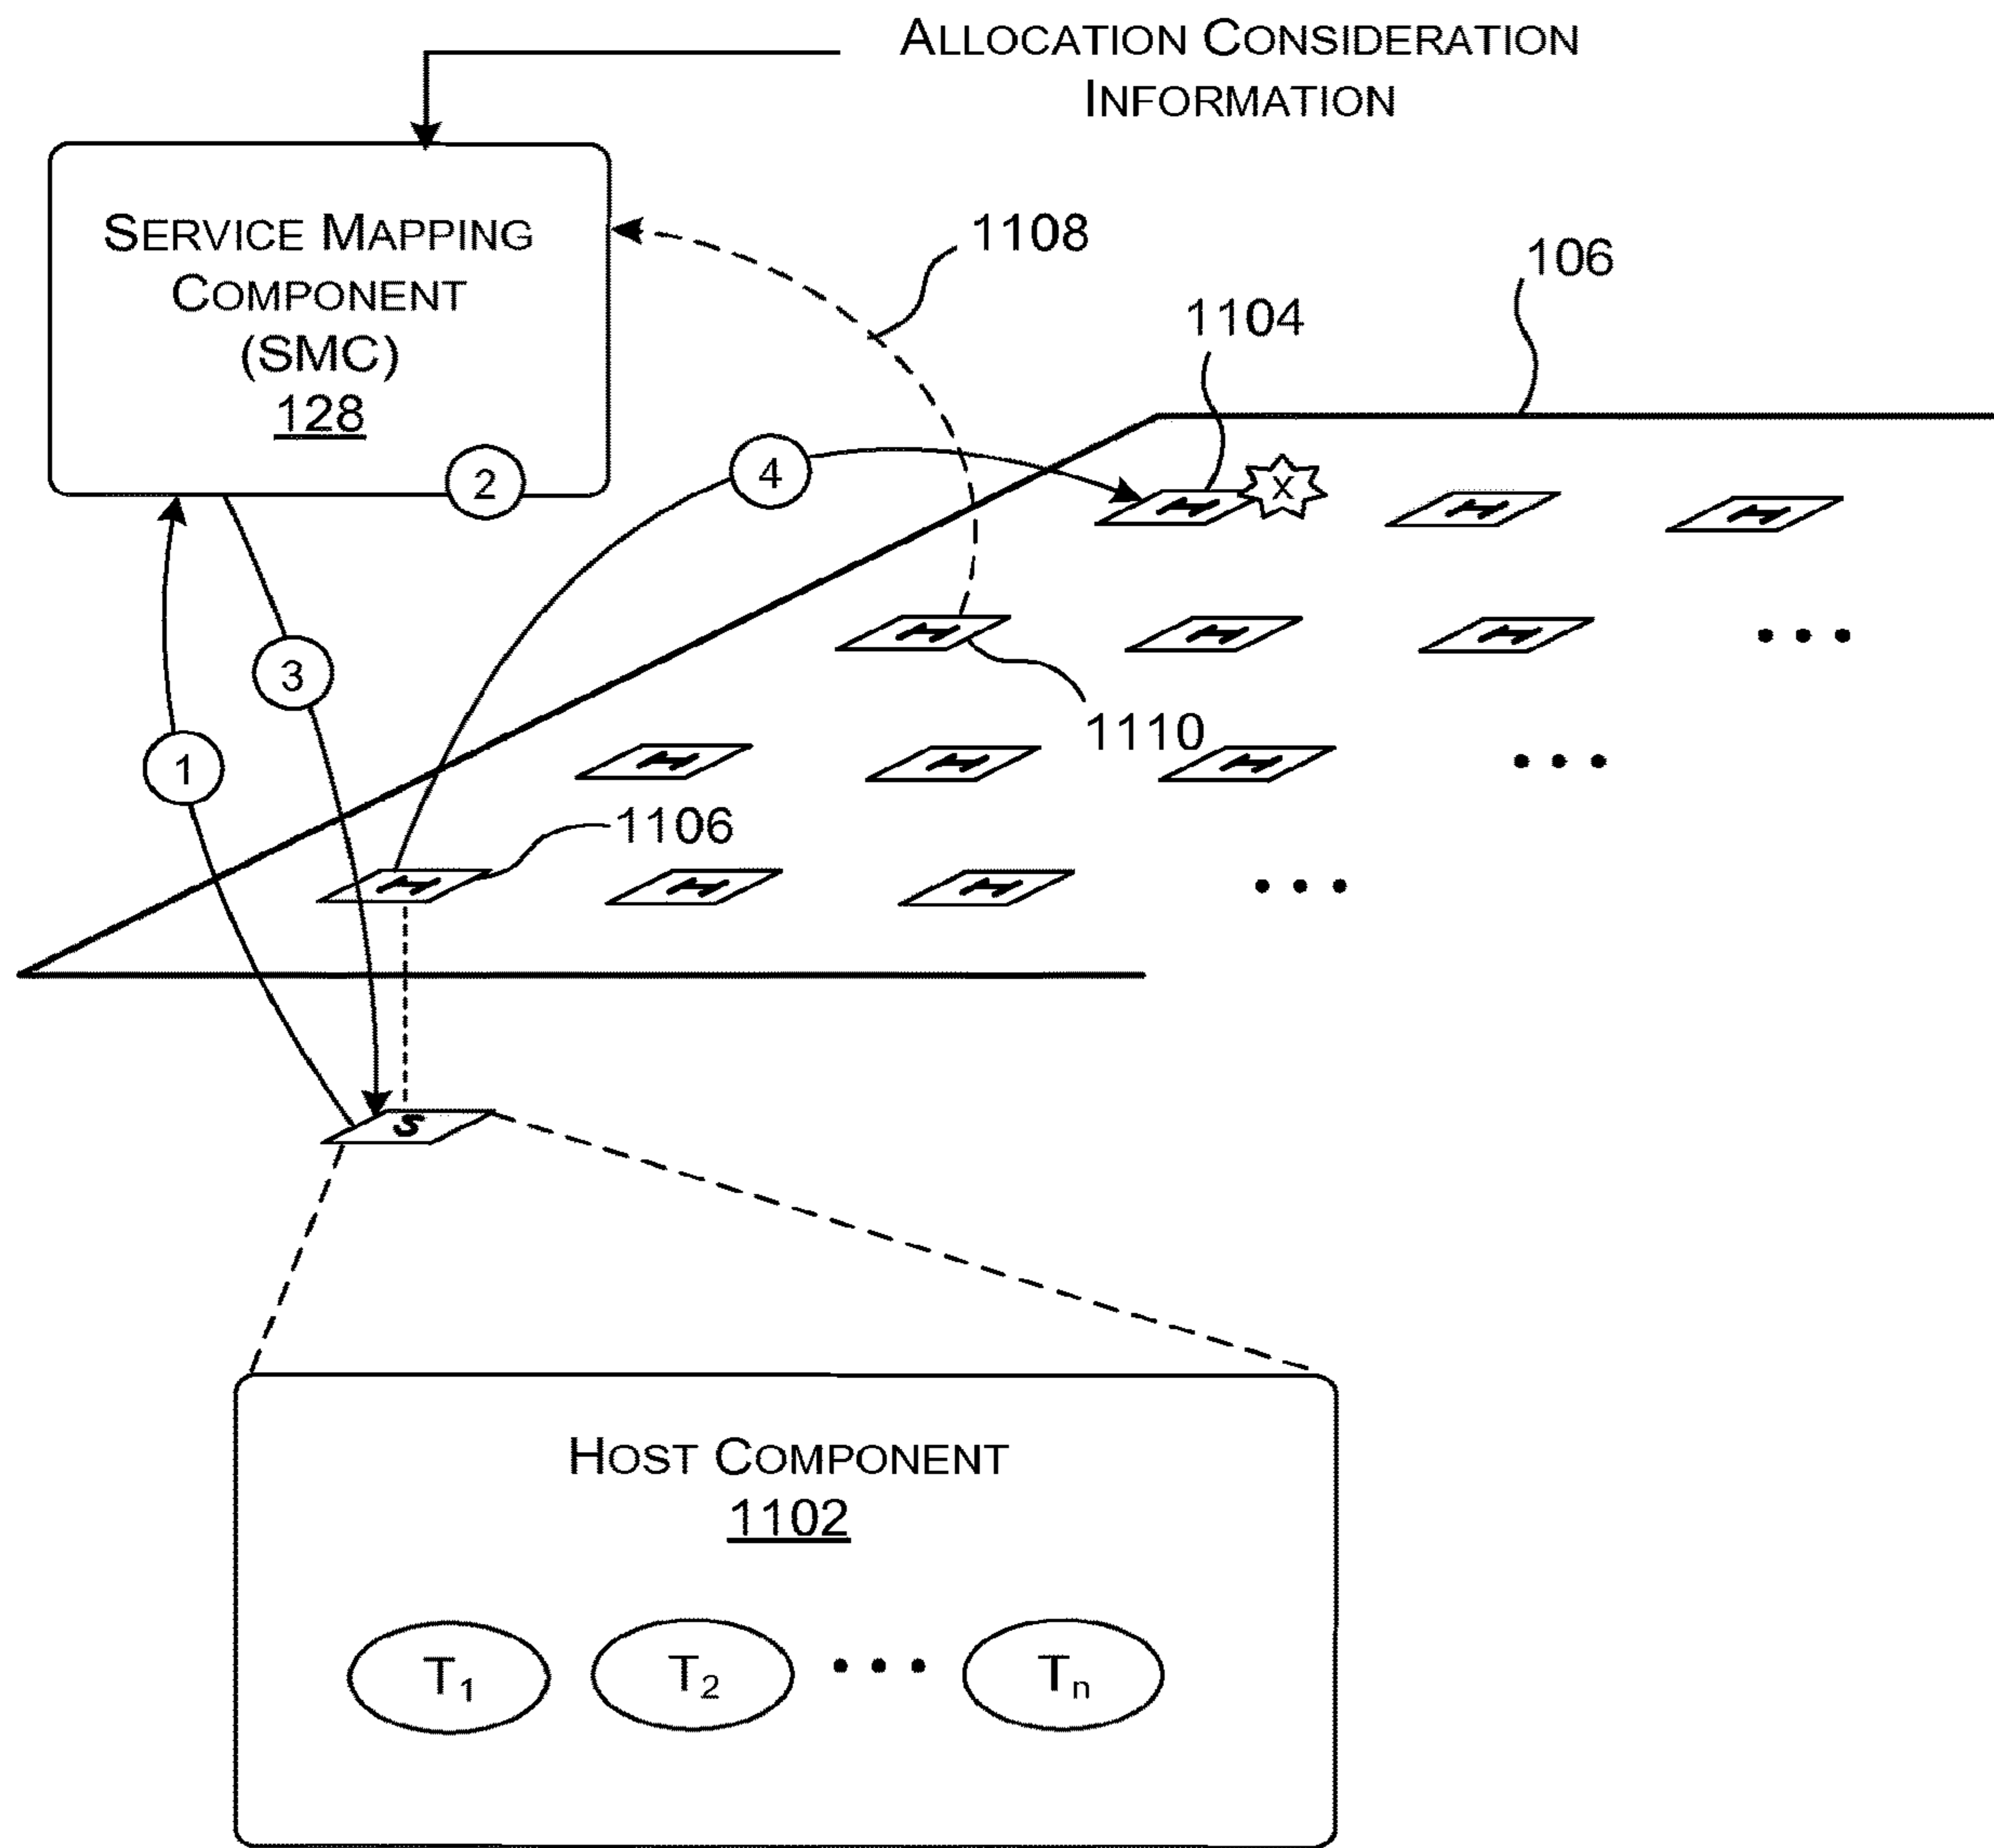 ALLOCATION CONSIDERATION
INFORMATION
SERVICE MAPPING
COMPONENT
(SMC)
128
1108
106
1104
2
4
X
H H H
3
H H H • • •
1
1110
H H H • • •
1106
H H H • • •
S
HOST COMPONENT
1102
T1 T2 • • • Tn